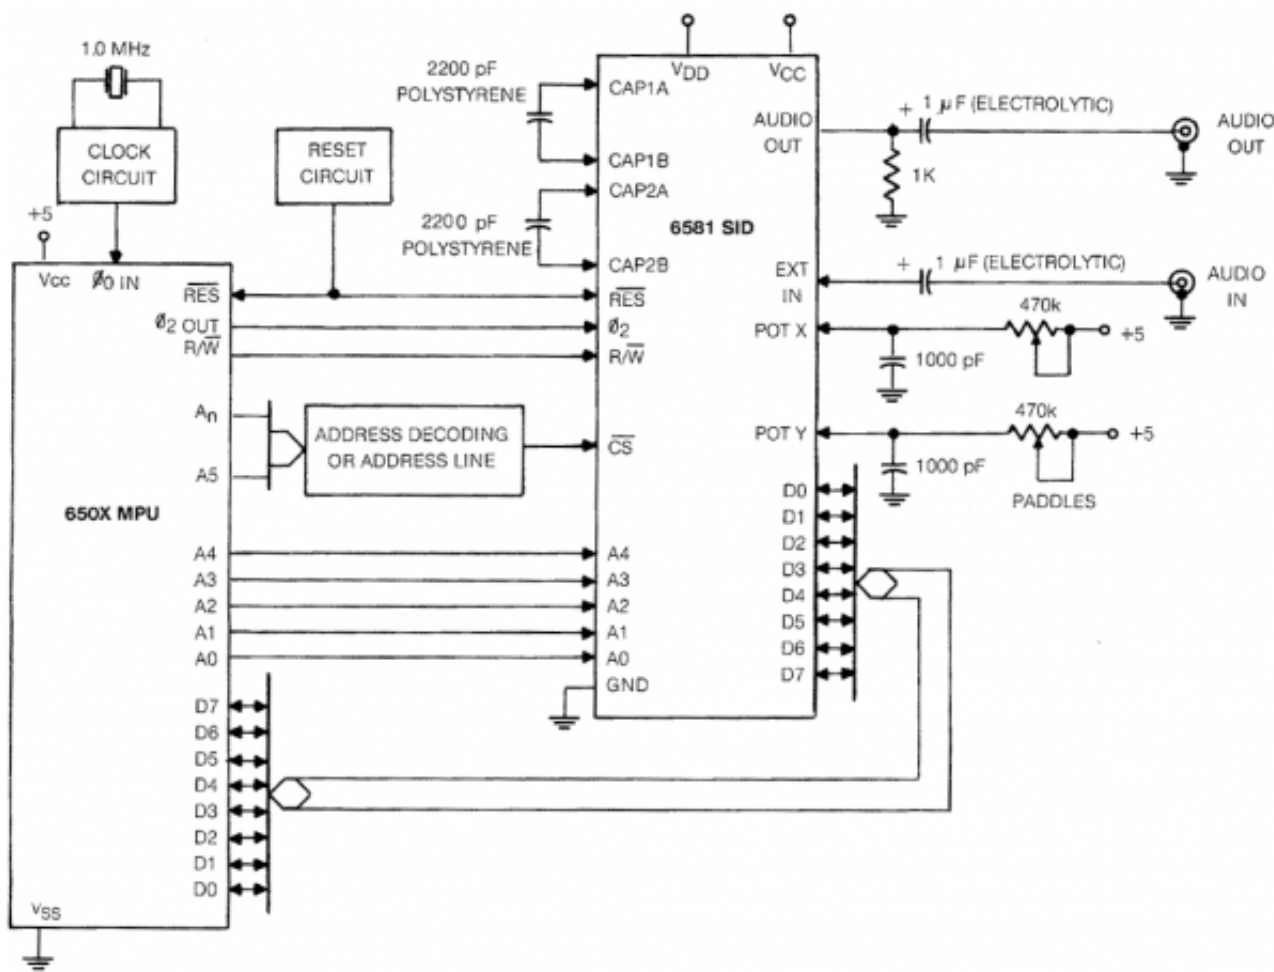 1.0 MHz
CLOCK
CIRCUIT
+5
Vcc
Ø0 IN
RESET
CIRCUIT
2200 pF
POLYSTYRENE
2200 pF
POLYSTYRENE
650X MPU
RES
Ø2 OUT
R/W
An
A5
A4
A3
A2
A1
A0
D7
D6
D5
D4
D3
D2
D1
D0
VSS
ADDRESS DECODING
OR ADDRESS LINE
6581 SID
VDD
VCC
CAP1A
CAP1B
CAP2A
CAP2B
RES
Ø2
R/W
CS
A4
A3
A2
A1
A0
GND
AUDIO
OUT
EXT
IN
POT X
POT Y
D0
D1
D2
D3
D4
D5
D6
D7
+ 1 µF (ELECTROLYTIC)
1K
AUDIO
OUT
+ 1 µF (ELECTROLYTIC)
AUDIO
IN
470k
+5
1000 pF
470k
+5
1000 pF
PADDLES